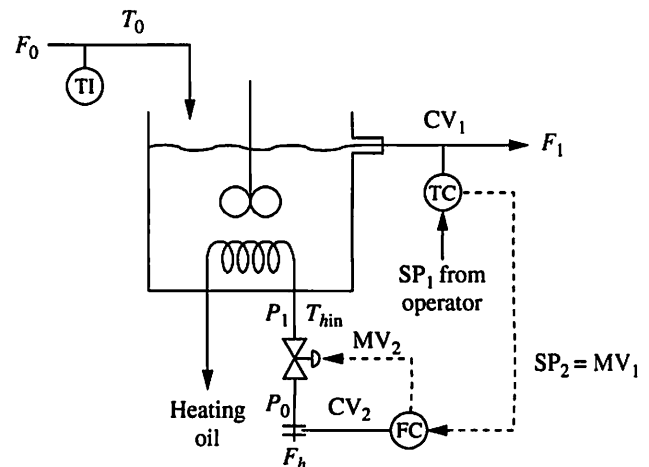 T0
F0
TI
CV1
F1
TC
SP1 from
operator
P1
Thin
MV2
SP2 = MV1
Heating
oil
P0
CV2
FC
Fh